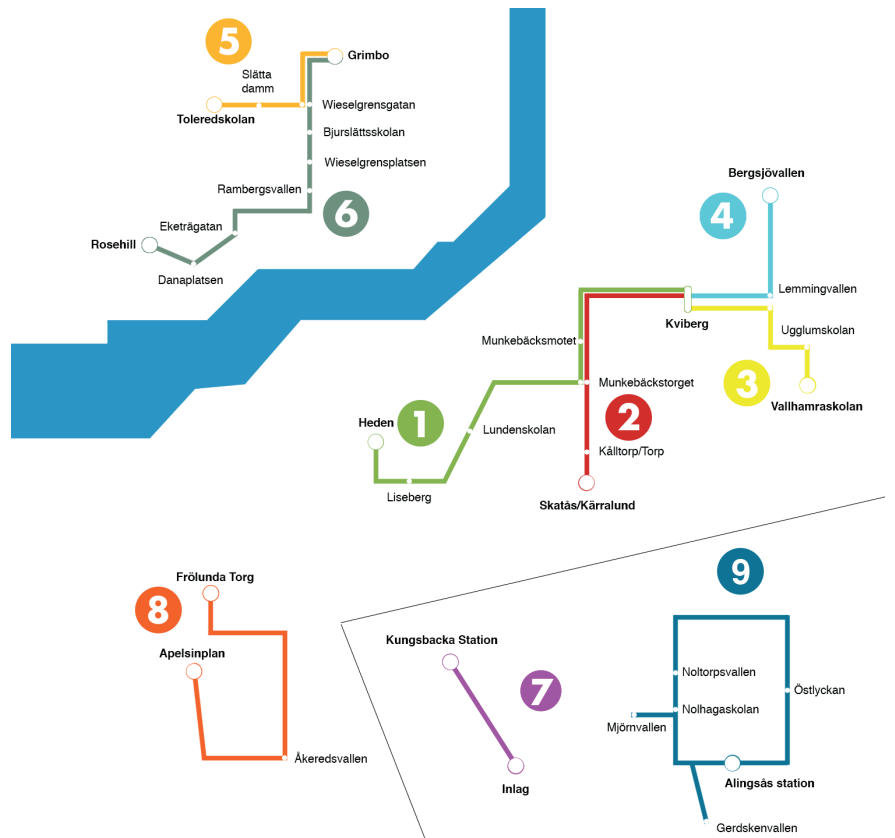 5
Grimbo
Slätta
damm
Toleredskolan
Wieselgrensgatan
Bjurslättsskolan
Wieselgrensplatsen
Rambergsvallen
6
Eketrägatan
Rosehill
Danaplatsen
Bergsjövallen
4
Lemmingvallen
Kviberg
Ugglumskolan
Munkebäcksmotet
3
Munkebäckstorget
Vallhamraskolan
Heden
1
2
Lundenskolan
Kålltorp/Torp
Liseberg
Skatås/Kärralund
9
Frölunda Torg
8
Kungsbacka Station
Apelsinplan
Noltorpsvallen
7
Östlyckan
Nolhagaskolan
Mjörnvallen
Åkeredsvallen
Inlag
Alingsås station
Gerdskenvallen